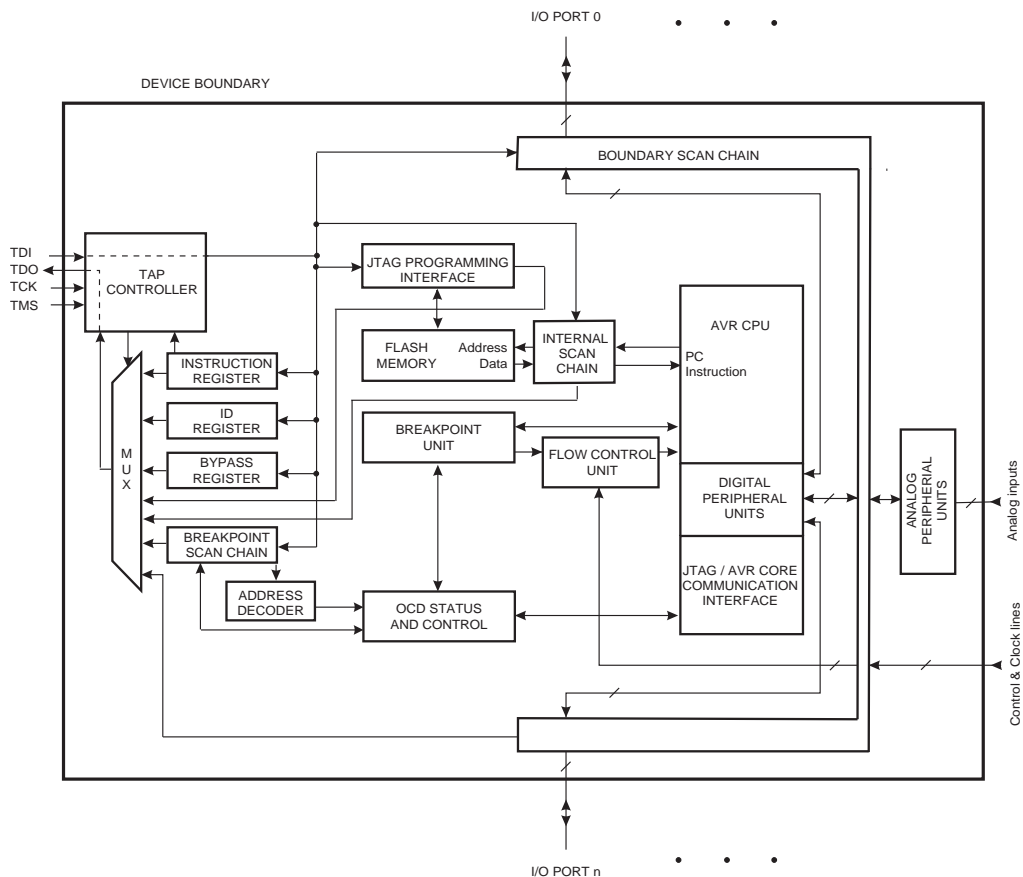 I/O PORT 0
DEVICE BOUNDARY
BOUNDARY SCAN CHAIN
TDI
TDO
TCK
TMS
TAP
CONTROLLER
JTAG PROGRAMMING
INTERFACE
AVR CPU
FLASH
MEMORY
Address
Data
INTERNAL
SCAN
CHAIN
PC
Instruction
INSTRUCTION
REGISTER
ID
REGISTER
BYPASS
REGISTER
M
U
X
BREAKPOINT
UNIT
FLOW CONTROL
UNIT
DIGITAL
PERIPHERAL
UNITS
ANALOG
PERIPHERIAL
UNITS
Analog inputs
BREAKPOINT
SCAN CHAIN
ADDRESS
DECODER
OCD STATUS
AND CONTROL
JTAG / AVR CORE
COMMUNICATION
INTERFACE
Control & Clock lines
I/O PORT n